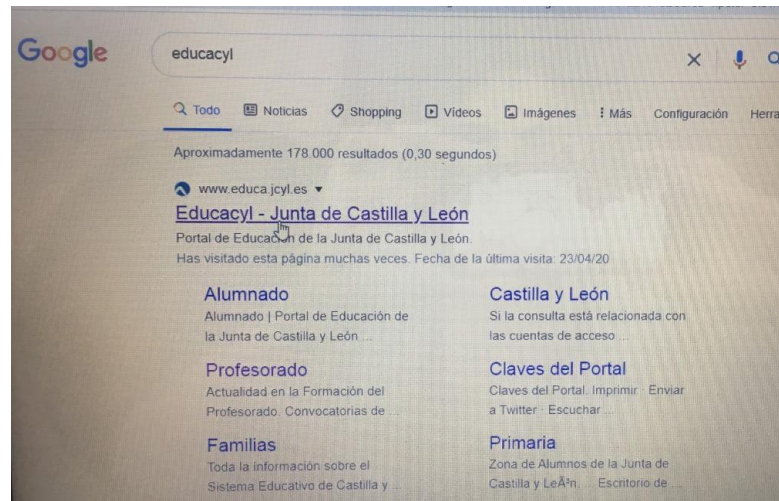 Google
educacyl
Todo Noticias Shopping Vídeos Imágenes Más Configuración
Aproximadamente 178.000 resultados (0,30 segundos)
www.educa.jcyl.es
Educacyl - Junta de Castilla y León
Portal de Educación de la Junta de Castilla y León.
Has visitado esta página muchas veces. Fecha de la última visita: 23/04/20
Alumnado
Alumnado | Portal de Educación de
la Junta de Castilla y León ...
Profesorado
Actualidad en la Formación del
Profesorado. Convocatorias de ...
Familias
Toda la información sobre el
Sistema Educativo de Castilla y ...
Castilla y León
Si la consulta está relacionada con
las cuentas de acceso ...
Claves del Portal
Claves del Portal. Imprimir · Enviar
a Twitter · Escuchar ...
Primaria
Zona de Alumnos de la Junta de
Castilla y LeÃ³n. ... Escritorio de ...